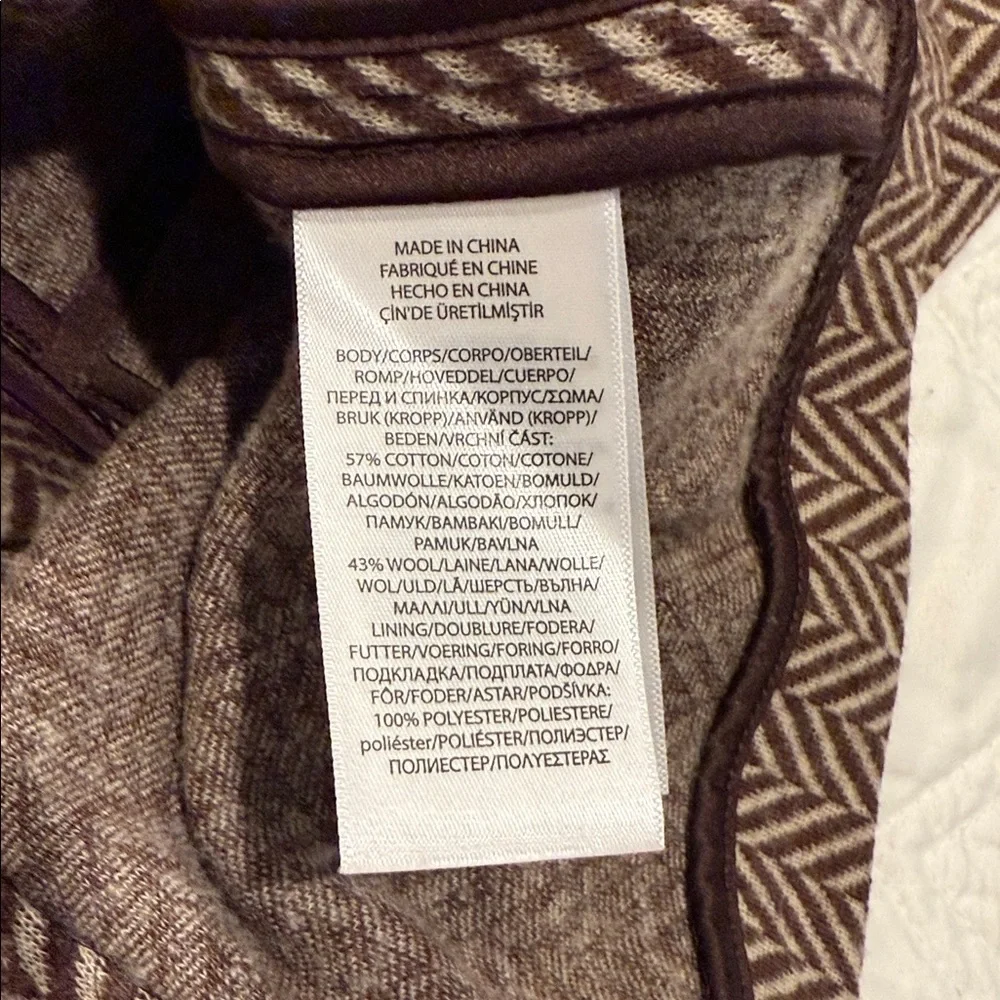 MADE IN CHINA
FABRIQUÉ EN CHINE
HECHO EN CHINA
ÇİN'DE ÜRETİLMİŞTİR
BODY/CORPS/CORPO/OBERTEIL/
ROMP/HOVEDDEL/CUERPO/
ПЕРЕД И СПИНКА/КОРПУС/ΣΩΜΑ/
BRUK (KROPP)/ANVÄND (KROPP)/
BEDEN/VRCHNÍ ČÁST:
57% COTTON/COTON/COTONE/
BAUMWOLLE/KATOEN/BOMULD/
ALGODÓN/ALGODÃO/ХЛОПОК/
ПАМУК/BAMBAKI/BOMULL/
PAMUK/BAVLNA
43% WOOL/LAINE/LANA/WOLLE/
WOL/ULD/LÃ/ШЕРСТЬ/ВЪЛНА/
ΜΑΛΛΙ/ULL/YÜN/VLNA
LINING/DOUBLURE/FODERA/
FUTTER/VOERING/FORING/FORRO/
ПОДКЛАДКА/ПОДПЛАТА/ΦΟΔΡΑ/
FÔR/FODER/ASTAR/PODŠÍVKA:
100% POLYESTER/POLIESTERE/
poliéster/POLIÉSTER/ПОЛИЭСТЕР/
ПОЛИЕСТЕР/ΠΟΛΥΕΣΤΕΡΑΣ